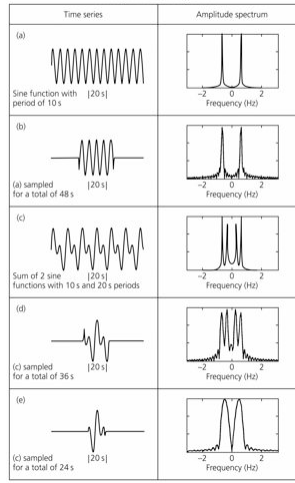 Time series
Amplitude spectrum
(a)
Sine function with
period of 10 s
|20 s|
−2 0 2
Frequency (Hz)
(b)
(a) sampled
for a total of 48 s
|20 s|
−2 0 2
Frequency (Hz)
(c)
Sum of 2 sine |20 s|
functions with 10 s and 20 s periods
−2 0 2
Frequency (Hz)
(d)
(c) sampled
for a total of 36 s
|20 s|
−2 0 2
Frequency (Hz)
(e)
(c) sampled
for a total of 24 s
|20 s|
−2 0 2
Frequency (Hz)